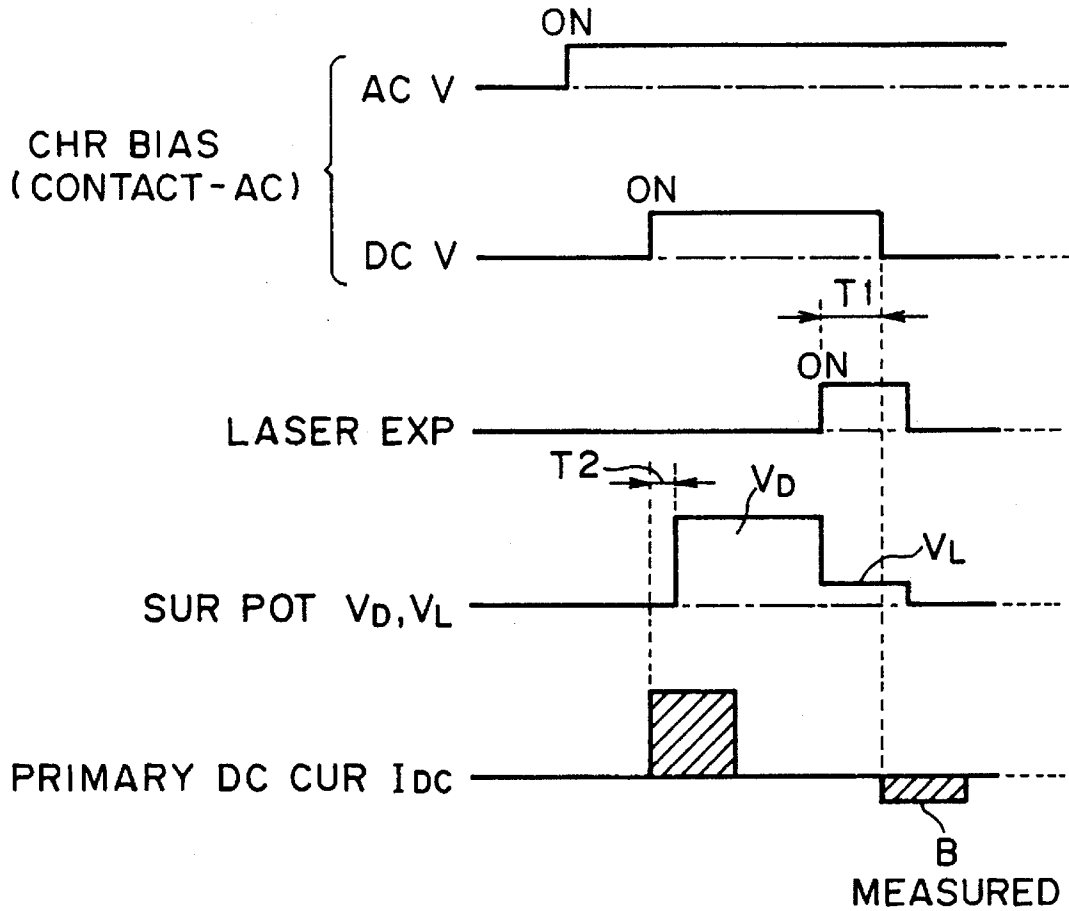 ON
AC V
CHR BIAS
(CONTACT-AC)
ON
DC V
T1
ON
LASER EXP
T2
VD
VL
SUR POT VD,VL
PRIMARY DC CUR IDC
B
MEASURED